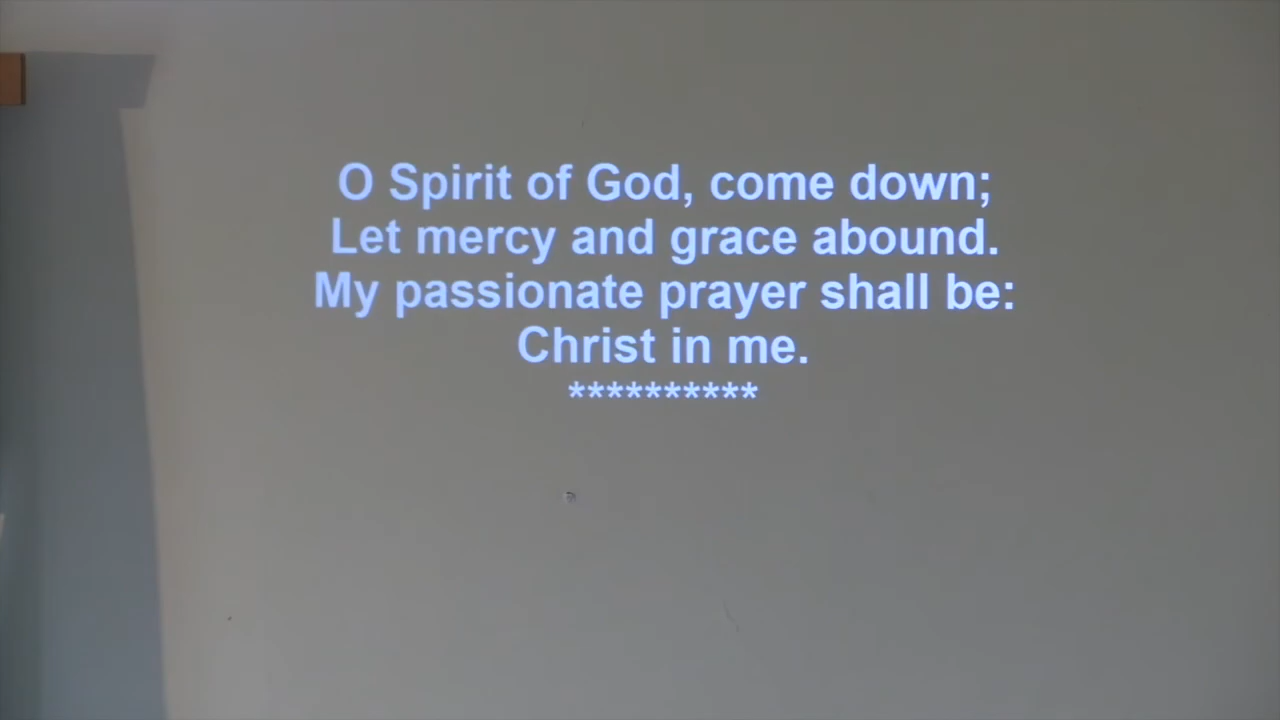 O Spirit of God, come down;
Let mercy and grace abound.
My passionate prayer shall be:
Christ in me.
**********